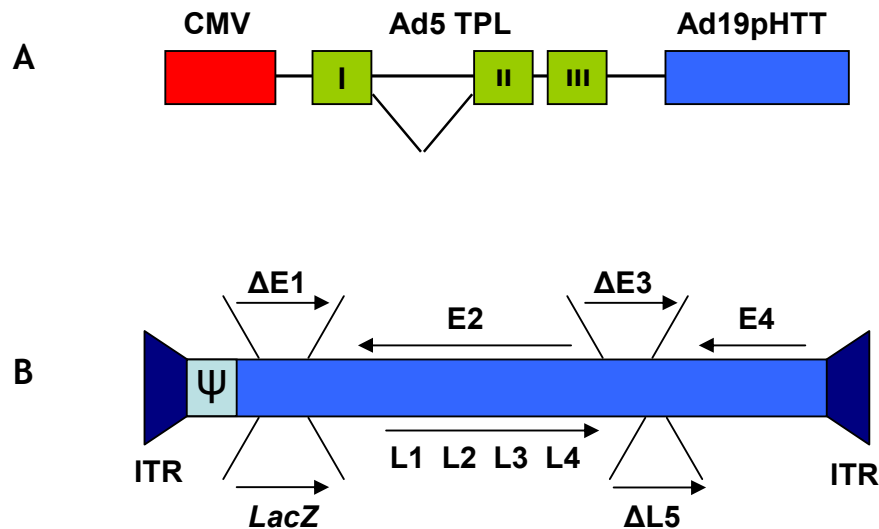 CMV Ad5 TPL Ad19pHTT
A
I II III
ΔE1 ΔE3
E2 E4
B
Ψ
ITR L1 L2 L3 L4 ITR
LacZ ΔL5